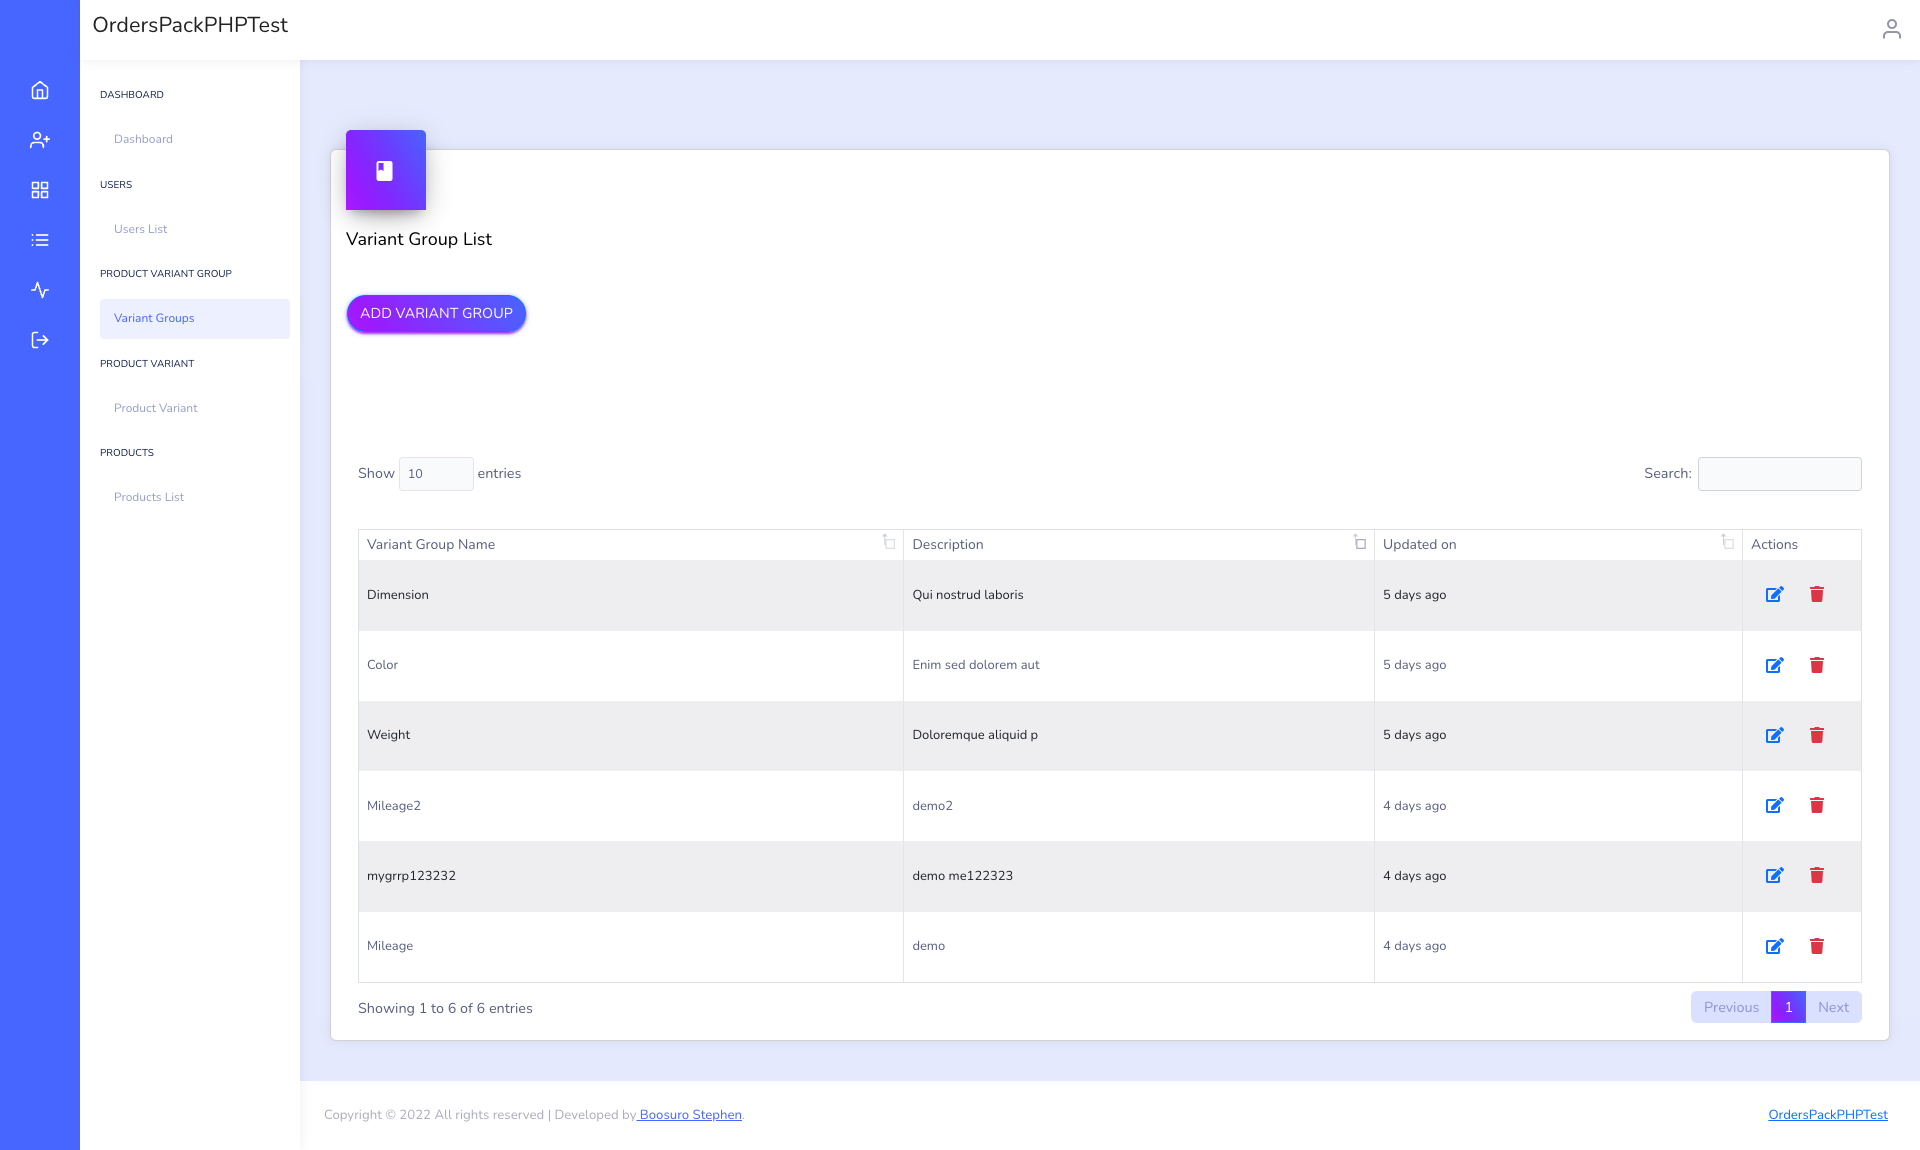 OrdersPackPHPTest
DASHBOARD
Dashboard
USERS
Users List
PRODUCT VARIANT GROUP
Variant Groups
PRODUCT VARIANT
Product Variant
PRODUCTS
Products List
Variant Group List
ADD VARIANT GROUP
Show 10 entries
Search:
Variant Group Name Description Updated on Actions
Dimension Qui nostrud laboris 5 days ago
Color Enim sed dolorem aut 5 days ago
Weight Doloremque aliquid p 5 days ago
Mileage2 demo2 4 days ago
mygrrp123232 demo me122323 4 days ago
Mileage demo 4 days ago
Showing 1 to 6 of 6 entries
Previous 1 Next
Copyright © 2022 All rights reserved | Developed by Boosuro Stephen.
OrdersPackPHPTest